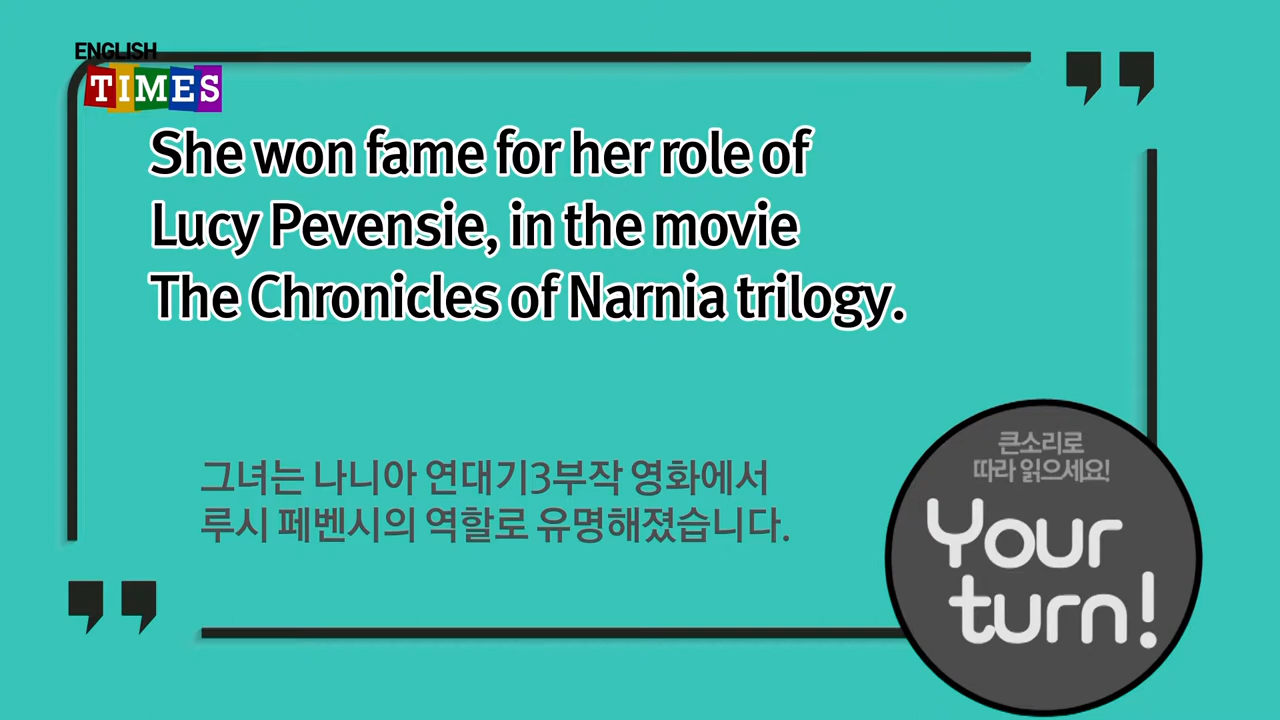 ENGLISH
TIMES
She won fame for her role of
Lucy Pevensie, in the movie
The Chronicles of Narnia trilogy.
그녀는 나니아 연대기3부작 영화에서
루시 페벤시의 역할로 유명해졌습니다.
큰소리로
따라 읽으세요!
Your
turn!